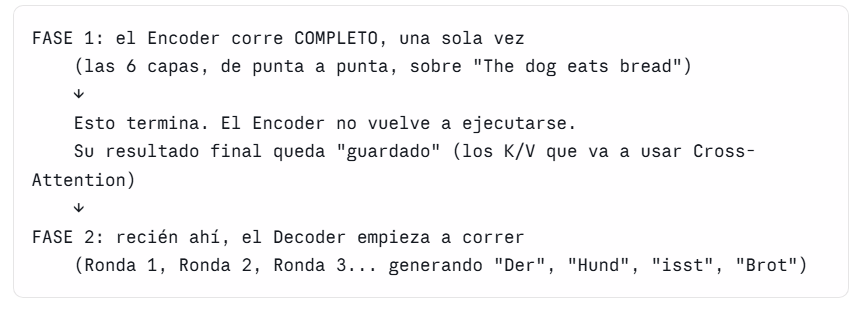 FASE 1: el Encoder corre COMPLETO, una sola vez
(las 6 capas, de punta a punta, sobre "The dog eats bread")
↓
Esto termina. El Encoder no vuelve a ejecutarse.
Su resultado final queda "guardado" (los K/V que va a usar Cross-
Attention)
↓
FASE 2: recién ahí, el Decoder empieza a correr
(Ronda 1, Ronda 2, Ronda 3... generando "Der", "Hund", "isst", "Brot")